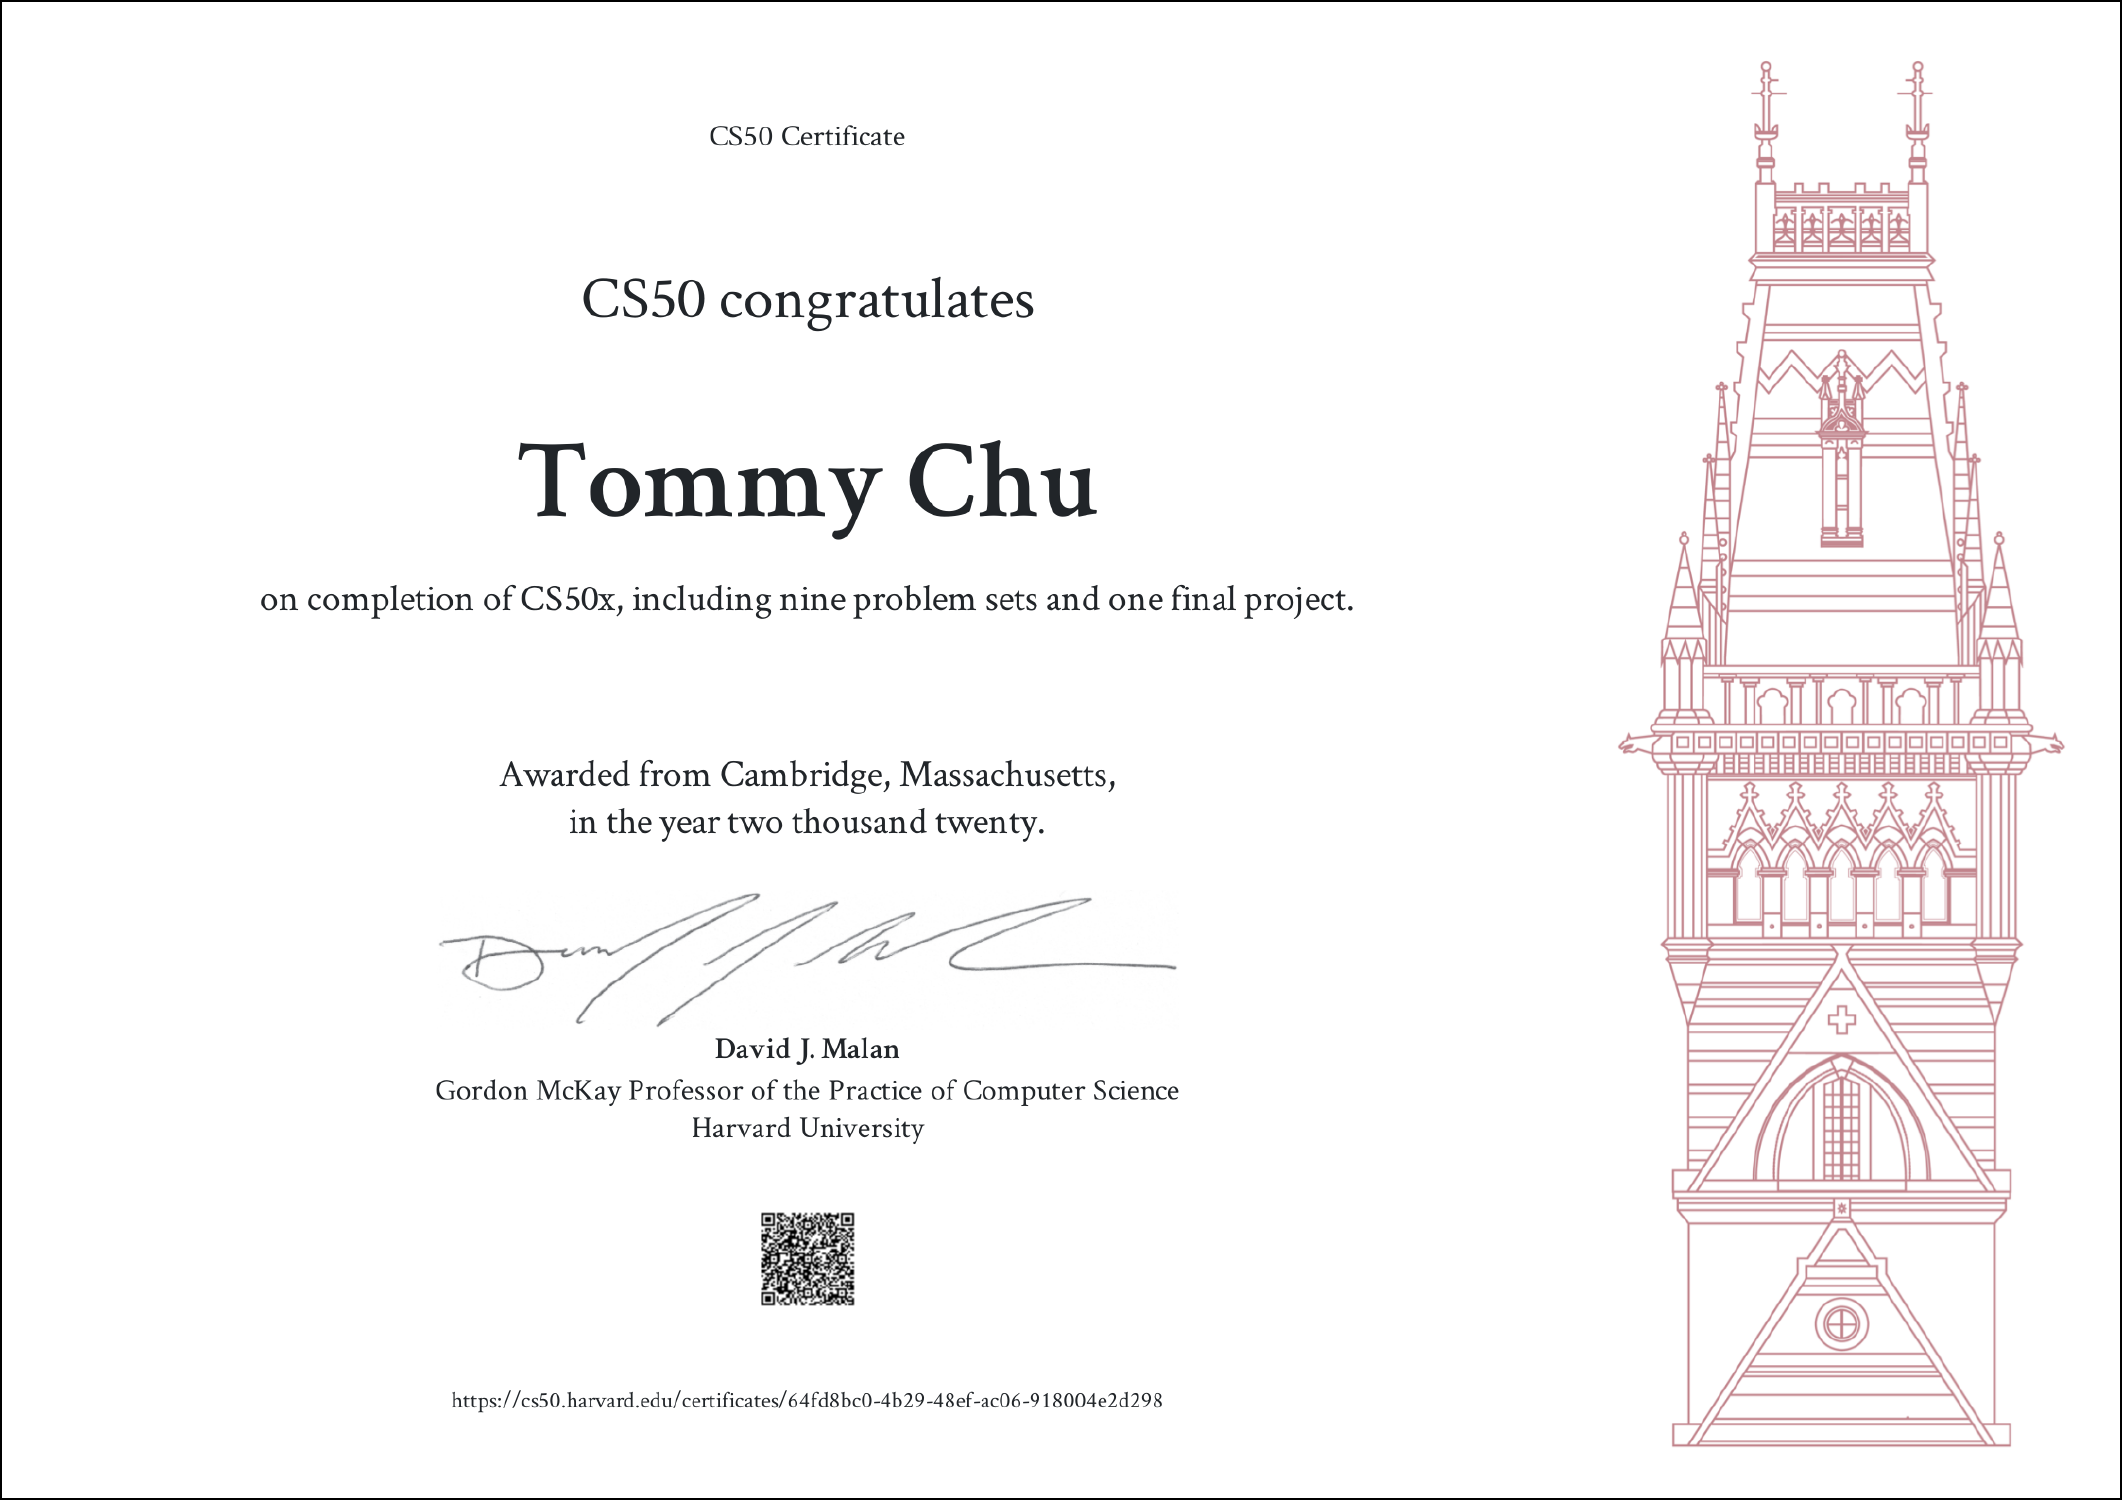 CS50 Certificate
CS50 congratulates
Tommy Chu
on completion of CS50x, including nine problem sets and one final project.
Awarded from Cambridge, Massachusetts,
in the year two thousand twenty.
David J. Malan
Gordon McKay Professor of the Practice of Computer Science
Harvard University
https://cs50.harvard.edu/certificates/64fd8bc0-4b29-48ef-ac06-918004e2d298